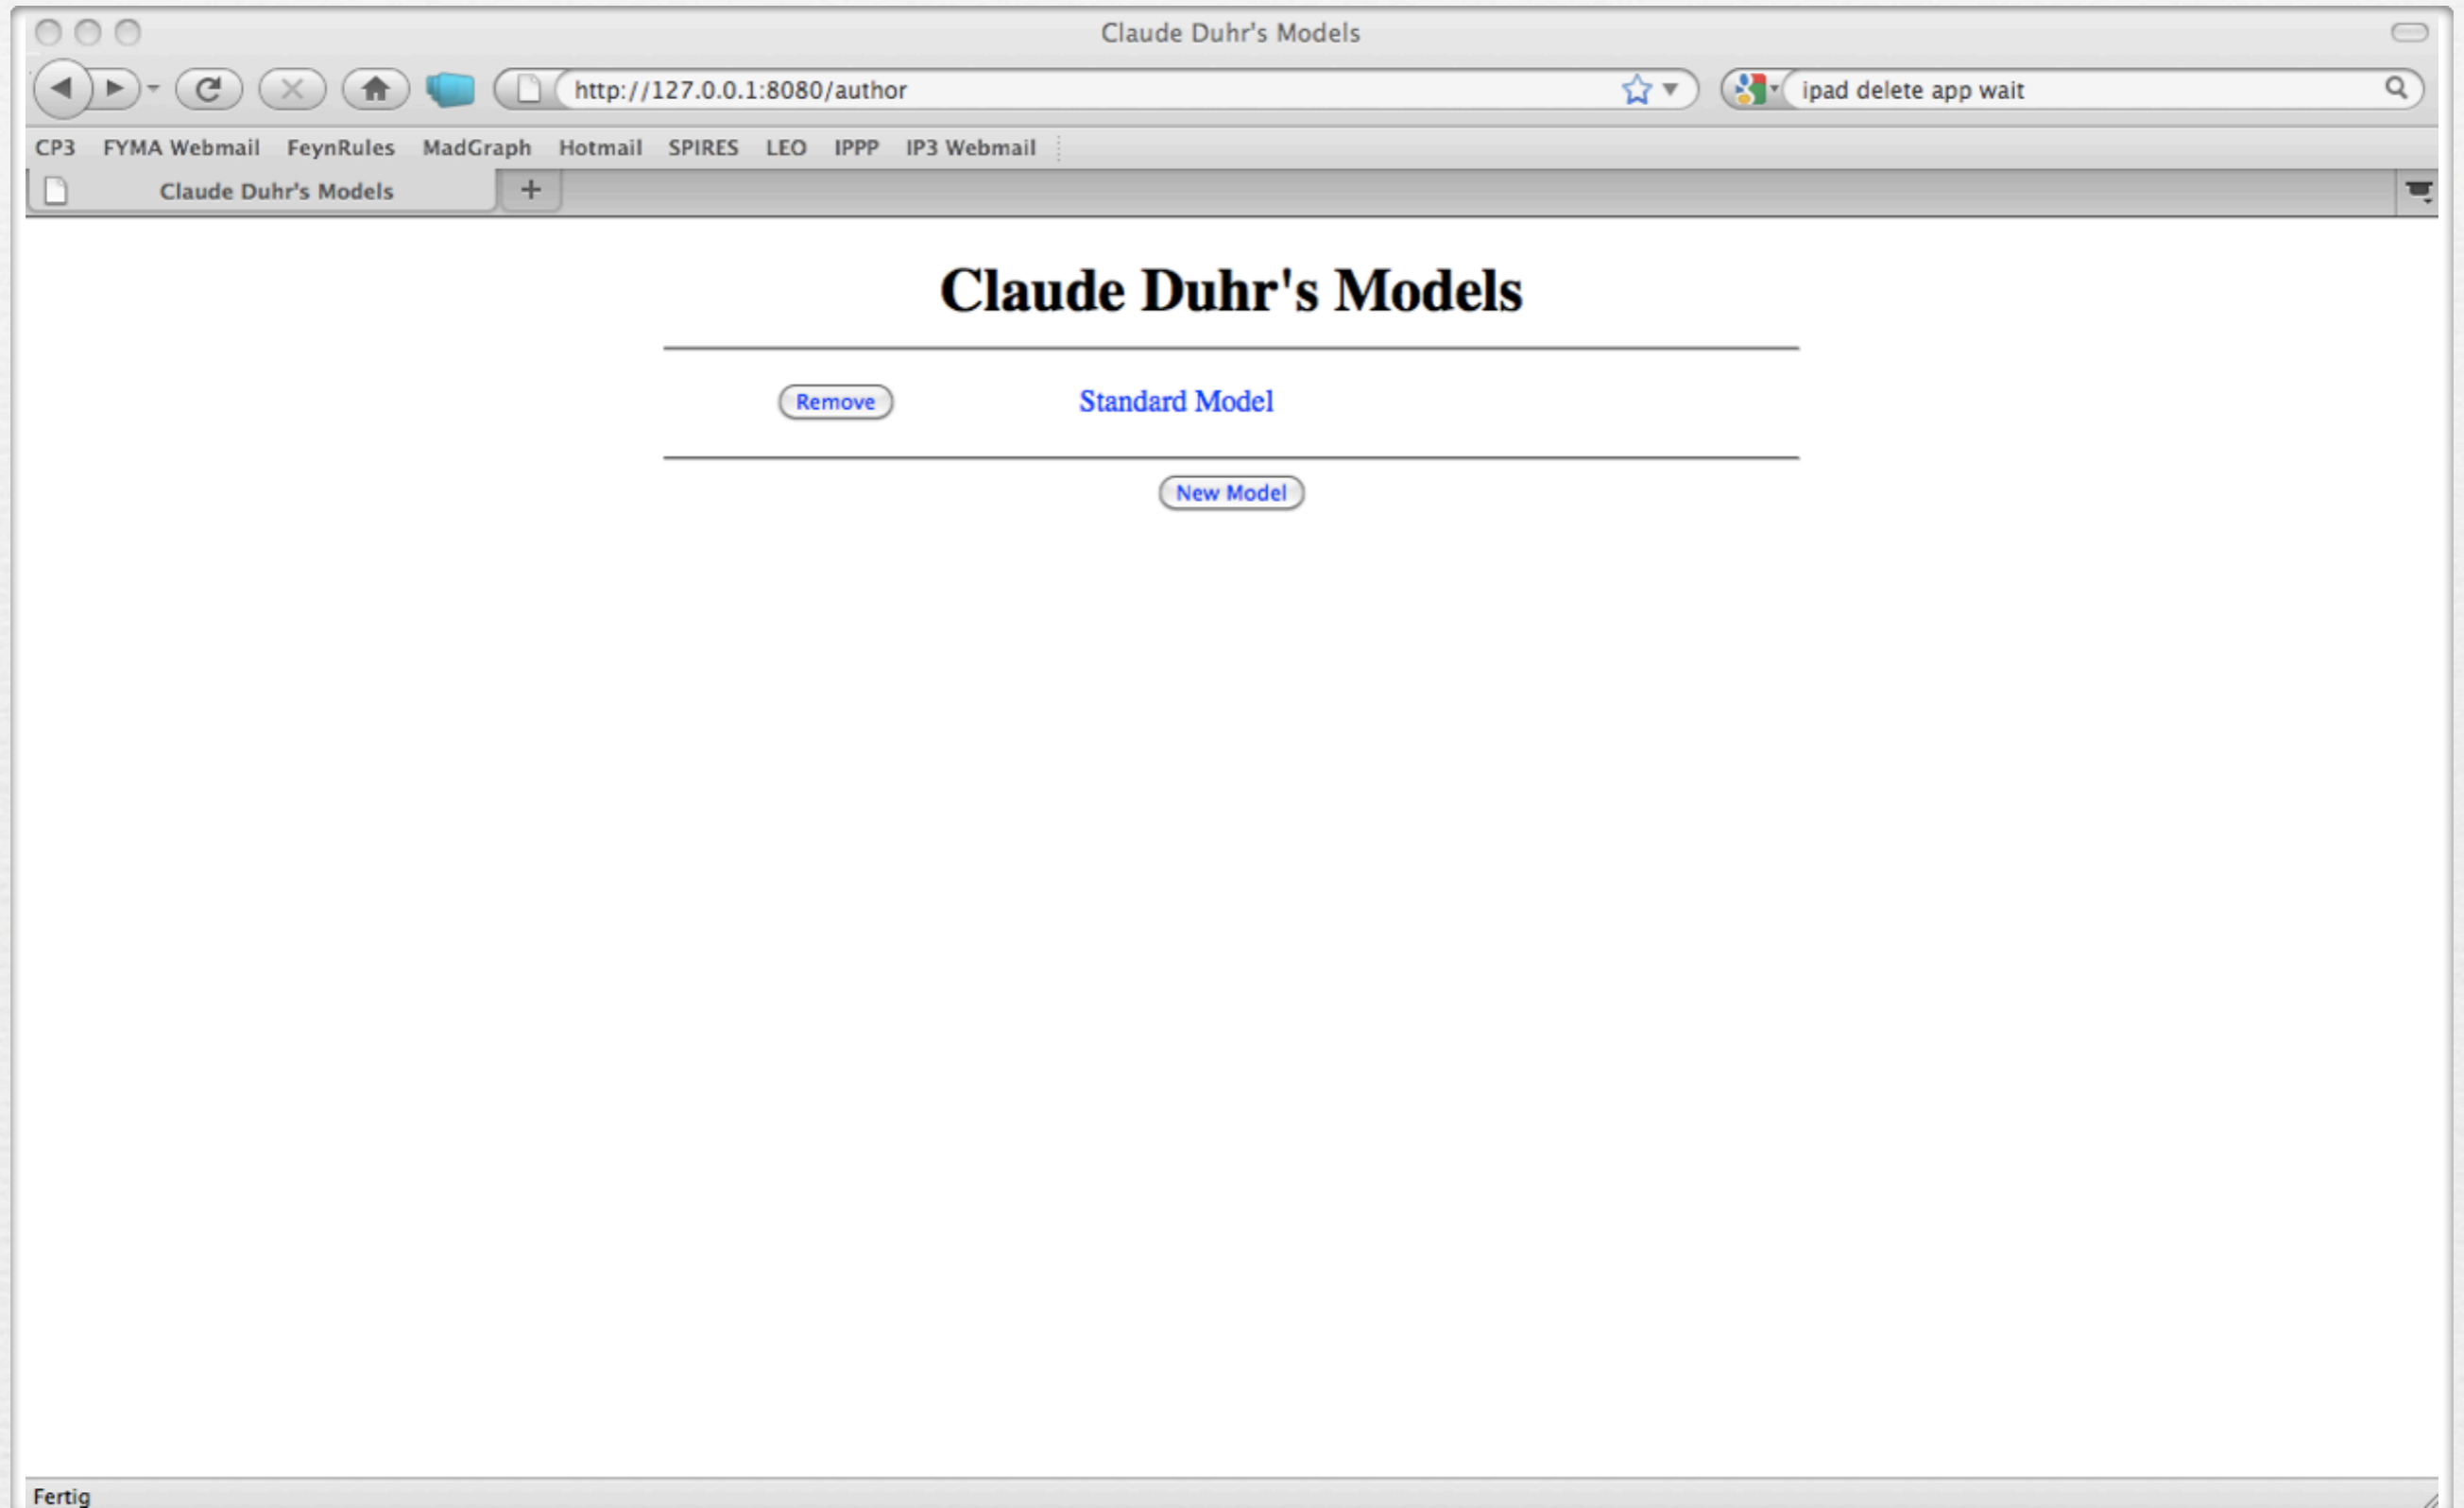 Claude Duhr's Models
http://127.0.0.1:8080/author ipad delete app wait
CP3 FYMA Webmail FeynRules MadGraph Hotmail SPIRES LEO IPPP IP3 Webmail
Claude Duhr's Models +
Claude Duhr's Models
Remove Standard Model
New Model
Fertig